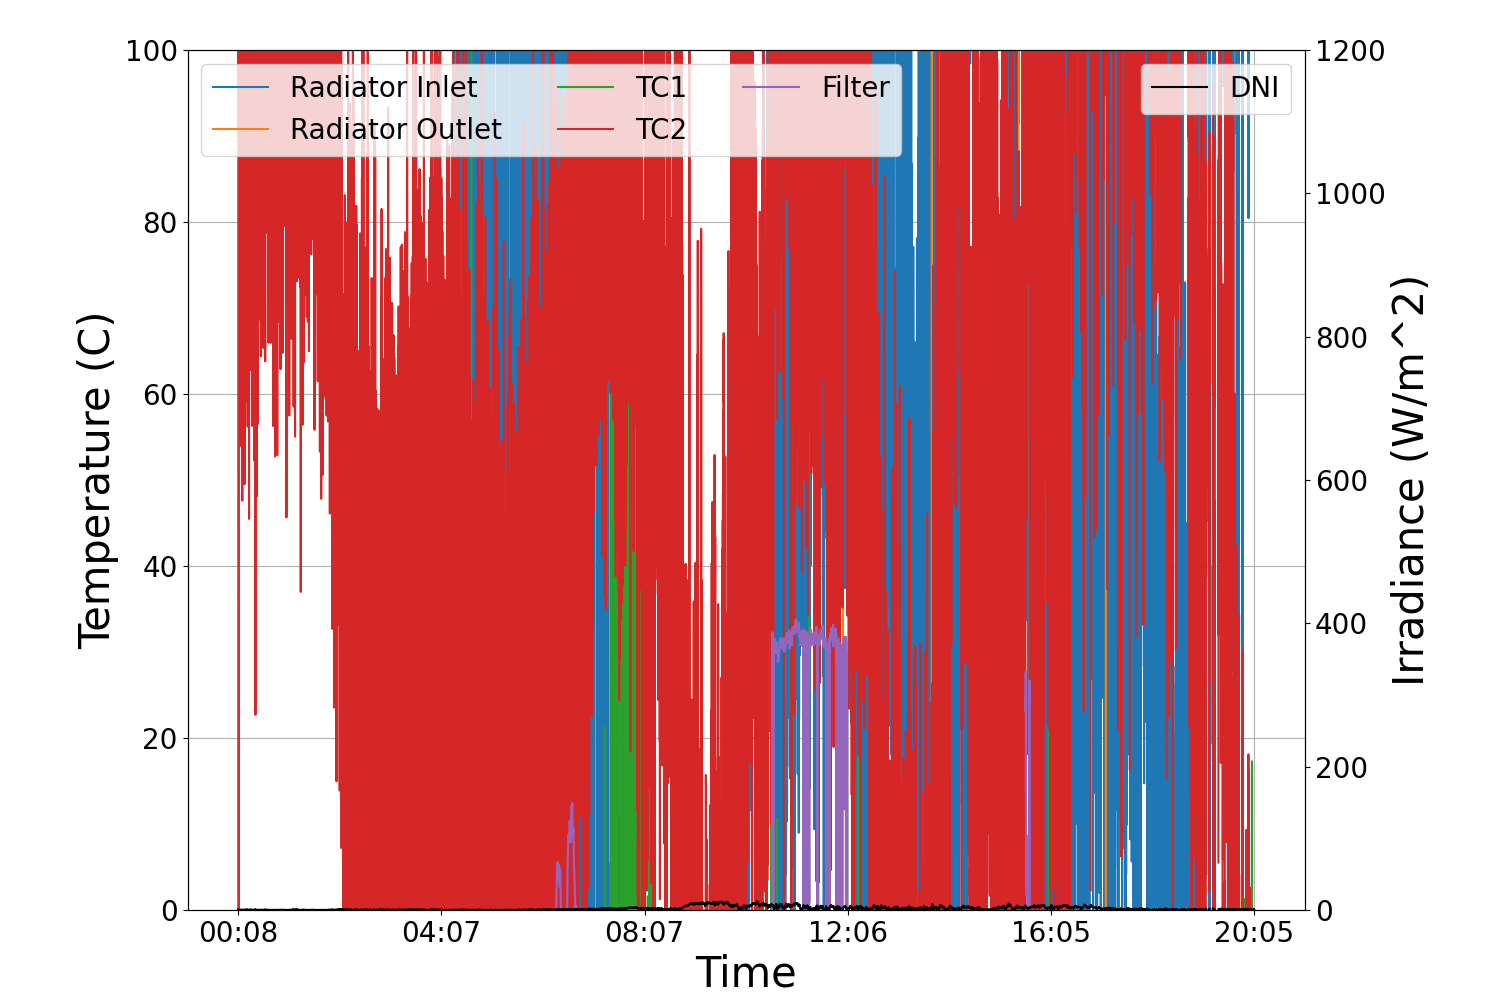 Radiator Inlet
Radiator Outlet
TC1
TC2
Filter
DNI
Temperature (C)
100
80
60
40
20
0
Irradiance (W/m^2)
1200
1000
800
600
400
200
0
00:08 04:07 08:07 12:06 16:05 20:05
Time